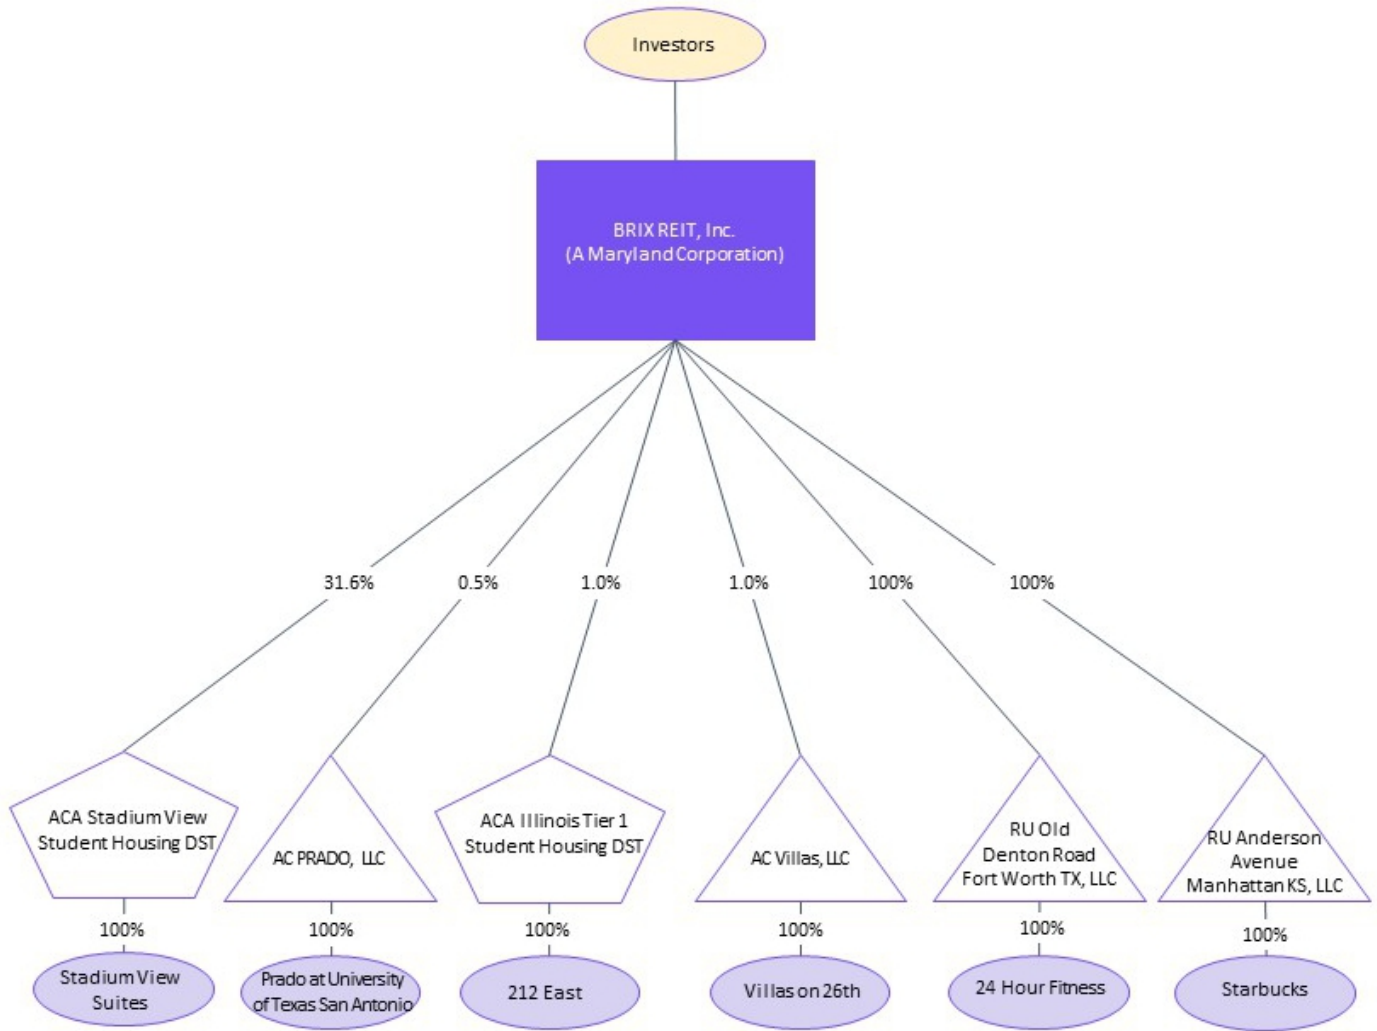 Investors
BRIX REIT, Inc.
(A Maryland Corporation)
31.6%
0.5%
1.0%
1.0%
100%
100%
ACA Stadium View
Student Housing DST
AC PRADO, LLC
ACA Illinois Tier 1
Student Housing DST
AC Villas, LLC
RU Old
Denton Road
Fort Worth TX, LLC
RU Anderson
Avenue
Manhattan KS, LLC
100%
100%
100%
100%
100%
100%
Stadium View
Suites
Prado at University
of Texas San Antonio
212 East
Villas on 26th
24 Hour Fitness
Starbucks